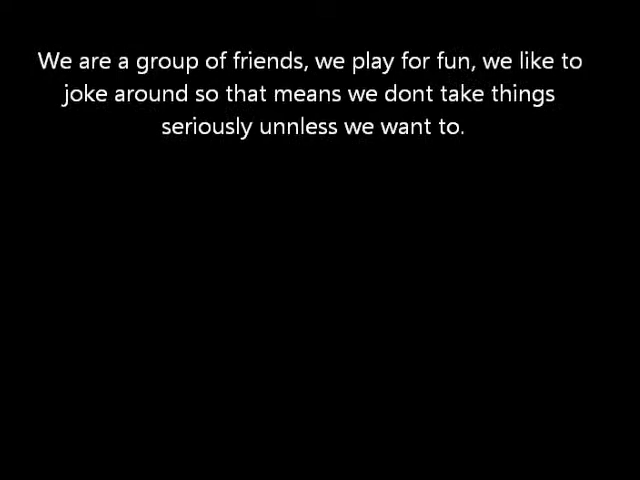 We are a group of friends, we play for fun, we like to
joke around so that means we dont take things
seriously unnless we want to.